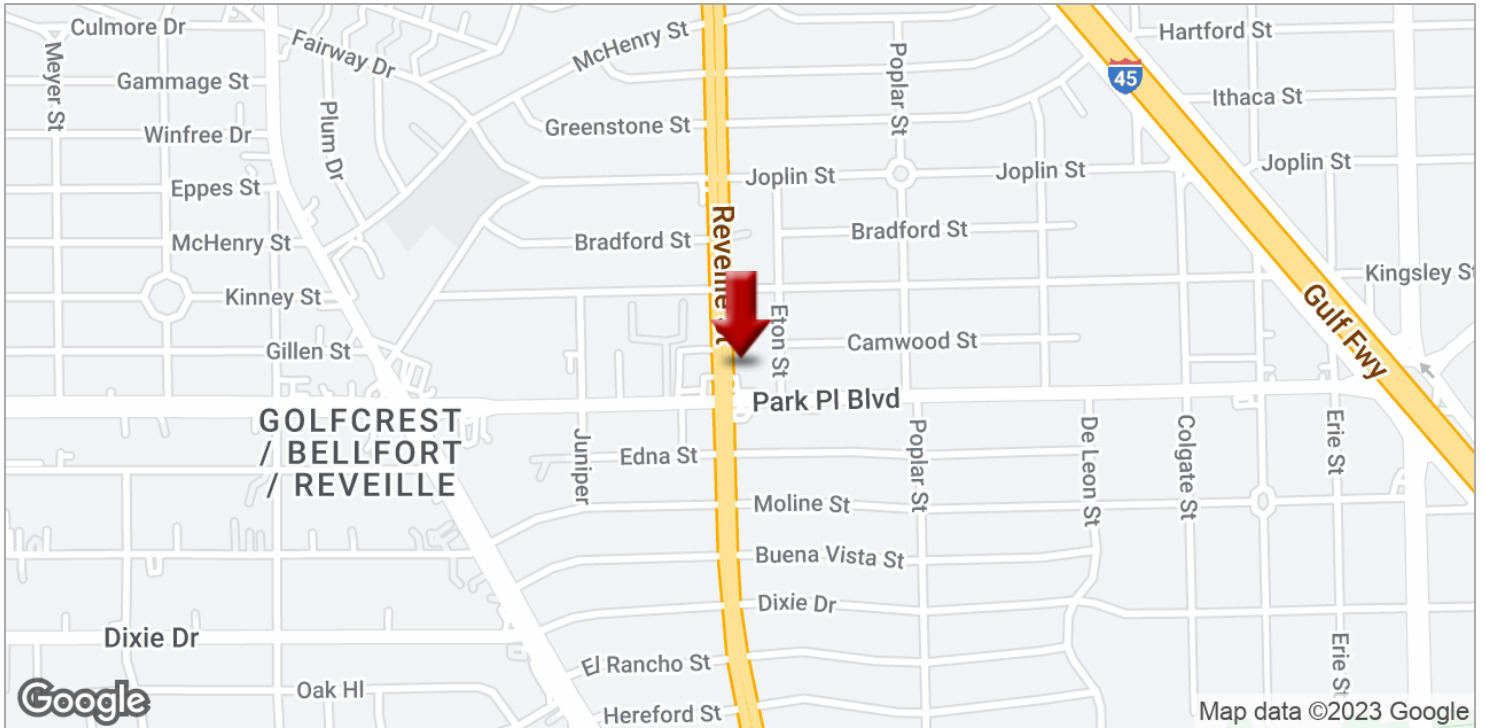 Culmore Dr
Fairway Dr
McHenry St
Hartford St
Meyer St
Gammage St
Poplar St
45
Ithaca St
Winfree Dr
Plum Dr
Greenstone St
Joplin St
Joplin St
Joplin St
Eppes St
Reveille St
McHenry St
Bradford St
Bradford St
Kingsley St
Kinney St
Eton St
Gulf Fwy
Gillen St
Camwood St
Park Pl Blvd
GOLFCREST
/ BELLFORT
/ REVEILLE
Juniper
Edna St
Poplar St
De Leon St
Colgate St
Erie St
Moline St
Buena Vista St
Dixie Dr
Dixie Dr
El Rancho St
Erie St
Oak Hl
Hereford St
Google
Map data ©2023 Google